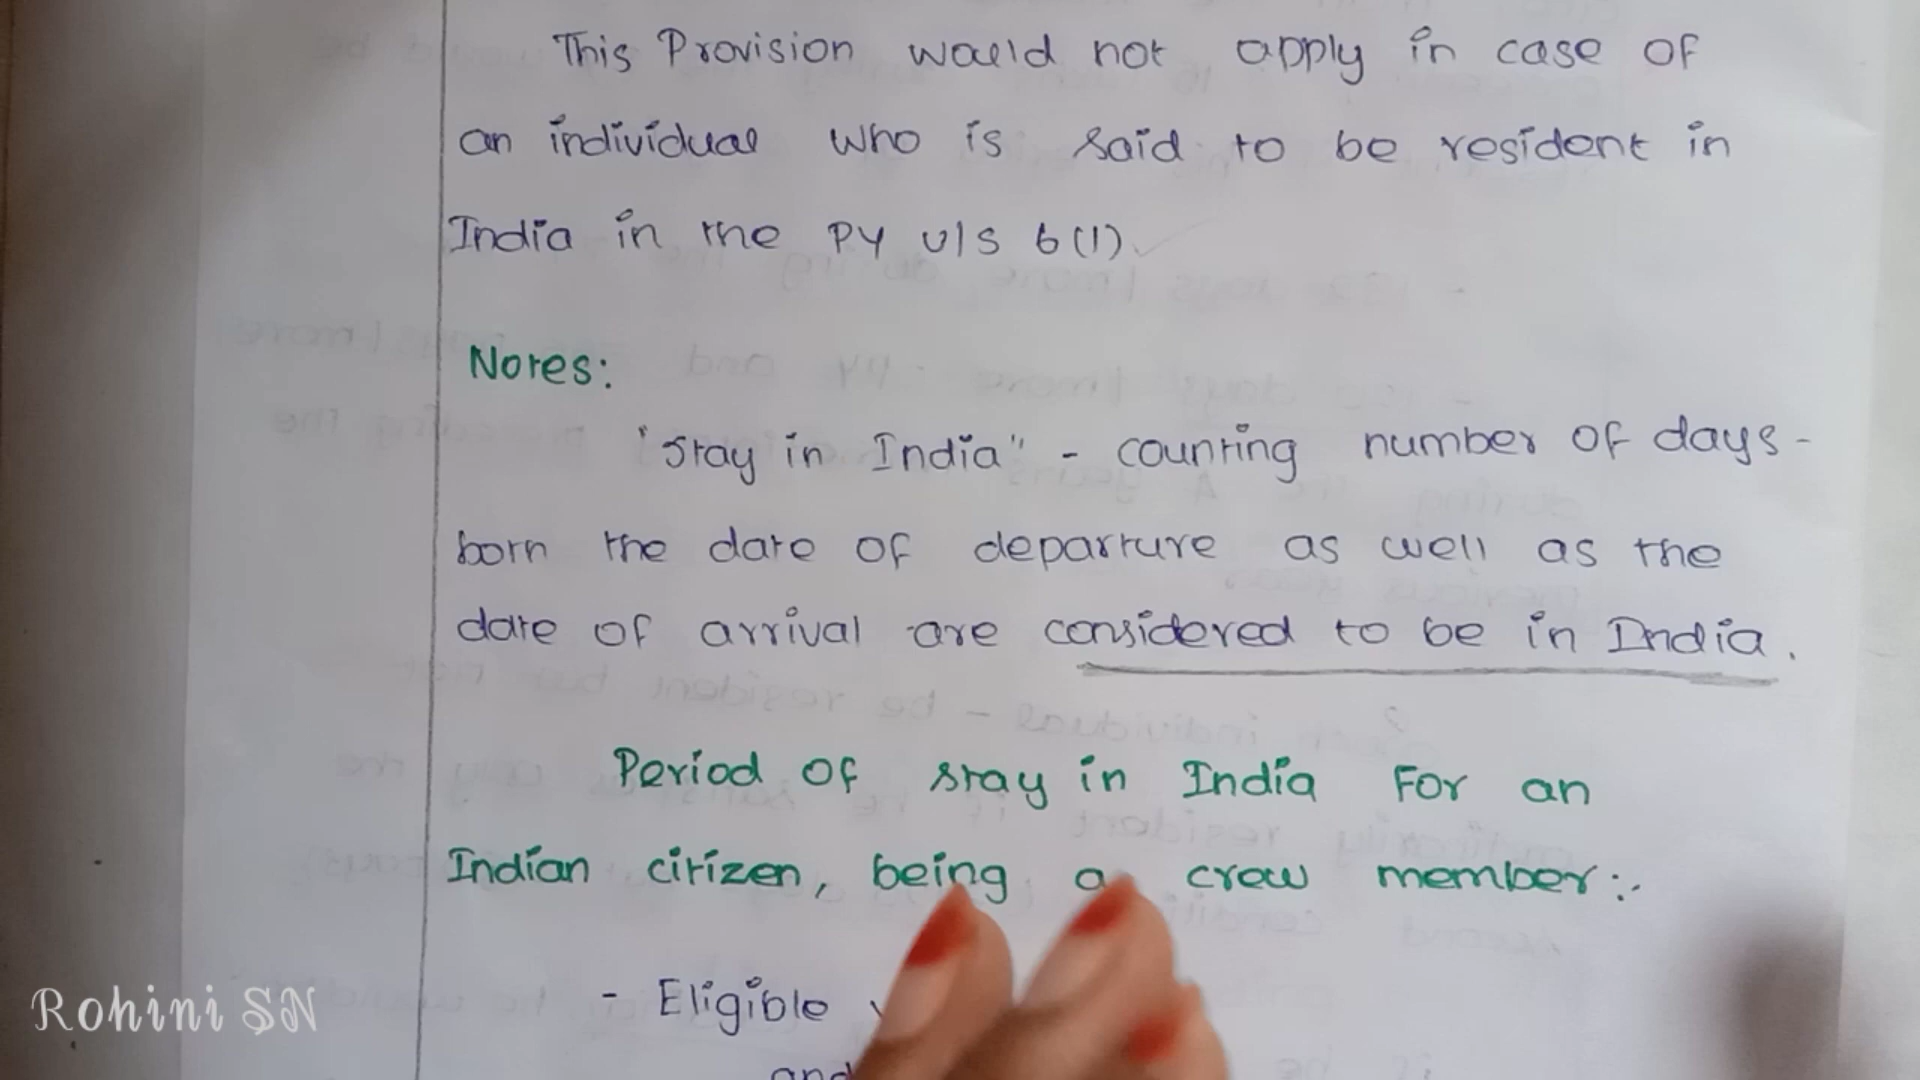 This Provision would not apply in case of
an individual who is said to be resident in
India in the PY u/s 6(1).
Notes:
'Stay in India" - counting number of days -
born the date of departure as well as the
date of arrival are considered to be in India.
Period of stay in India for an
Indian citizen, being a crew member:-
- Eligible
and
Rohini SN